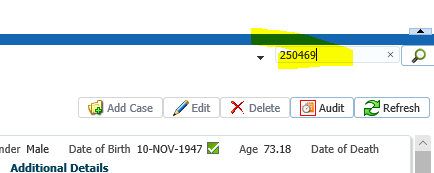 250469
Add Case Edit Delete Audit Refresh
nder Male Date of Birth 10-NOV-1947 Age 73.18 Date of Death
Additional Details